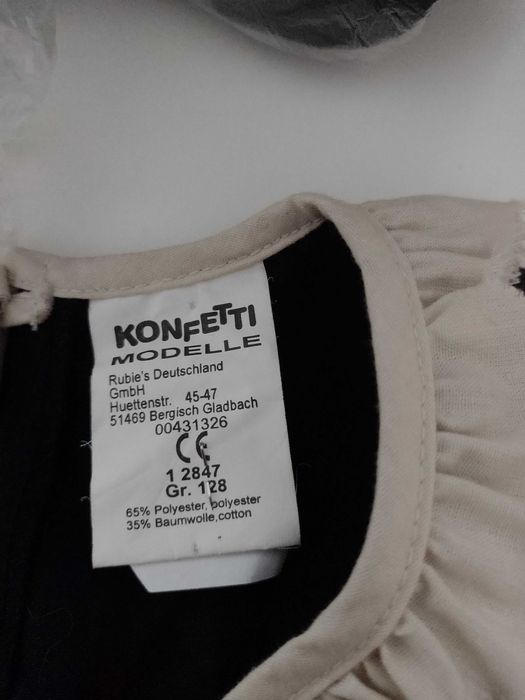 KONFETTI
MODELLE
Rubie's Deutschland
GmbH
Huettenstr. 45-47
51469 Bergisch Gladbach
00431326
CE
1 2847
Gr. 128
65% Polyester, polyester
35% Baumwolle,cotton